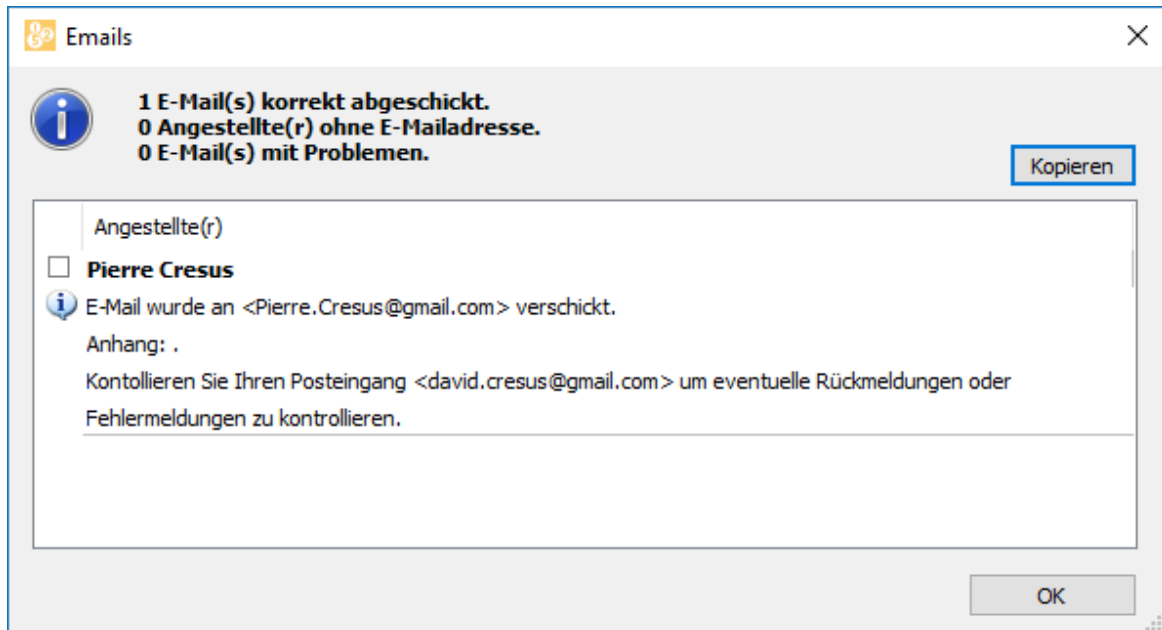 Emails
1 E-Mail(s) korrekt abgeschickt.
0 Angestellte(r) ohne E-Mailadresse.
0 E-Mail(s) mit Problemen.
Kopieren
Angestellte(r)
Pierre Cresus
E-Mail wurde an <Pierre.Cresus@gmail.com> verschickt.
Anhang: .
Kontollieren Sie Ihren Posteingang <david.cresus@gmail.com> um eventuelle Rückmeldungen oder
Fehlermeldungen zu kontrollieren.
OK